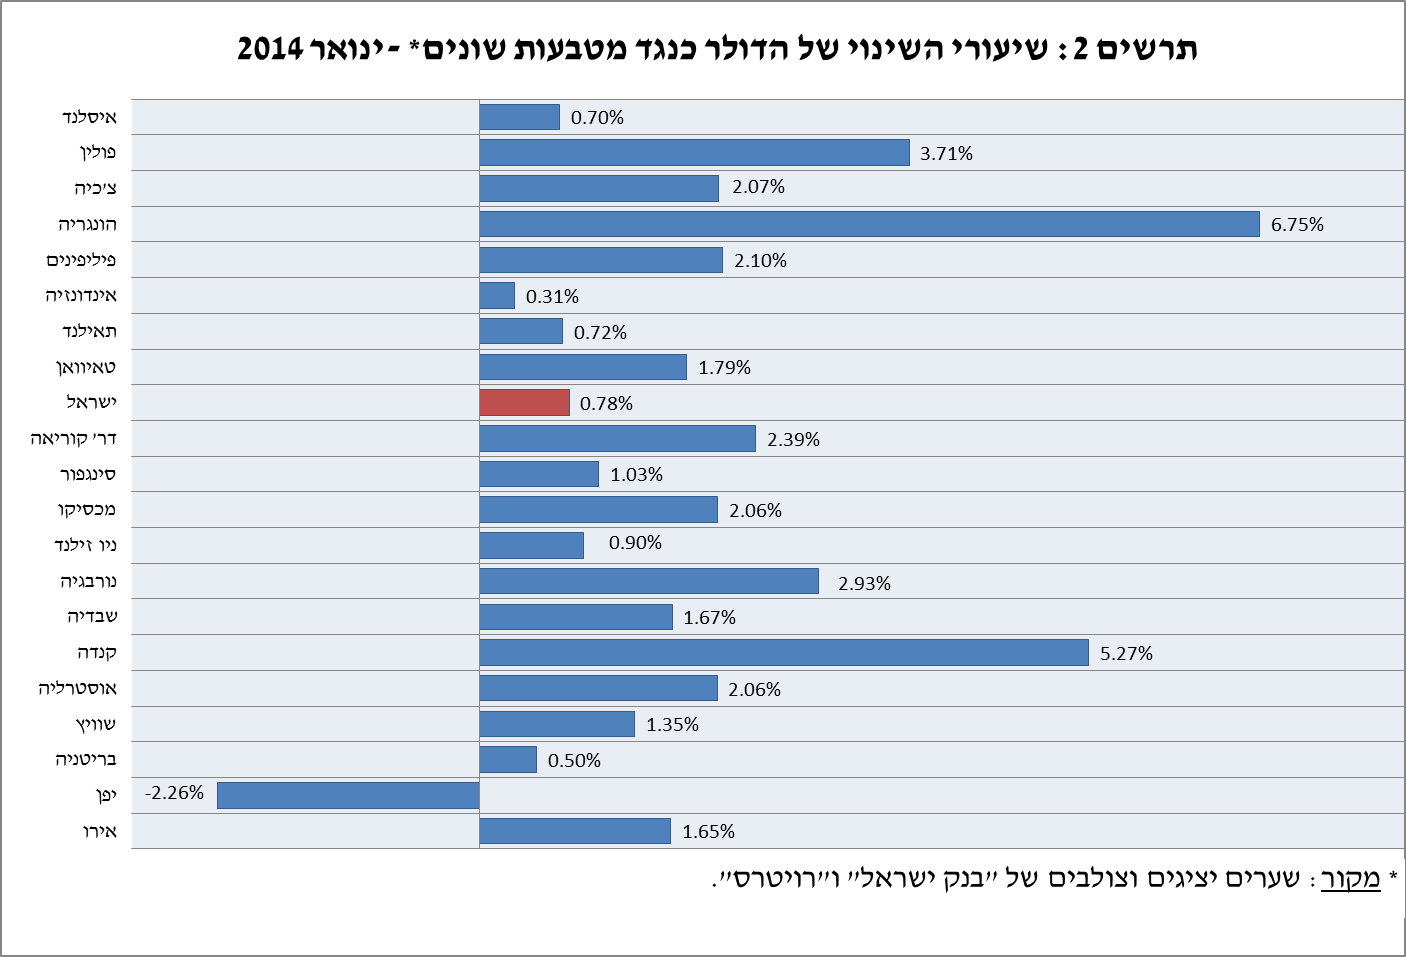 תרשים 2: שיעורי השינוי של הדולר כנגד מטבעות שונים* -ינואר 2014
איסלנד 0.70%
פולין 3.71%
צ'כיה 2.07%
הונגריה 6.75%
פיליפינים 2.10%
אינדונזיה 0.31%
תאילנד 0.72%
טאיוואן 1.79%
ישראל 0.78%
דר' קוריאה 2.39%
סינגפור 1.03%
מכסיקו 2.06%
ניו זילנד 0.90%
נורבגיה 2.93%
שבדיה 1.67%
קנדה 5.27%
אוסטרליה 2.06%
שוויץ 1.35%
בריטניה 0.50%
יפן -2.26%
אירו 1.65%
* מקור: שערים יציגים וצולבים של "בנק ישראל" ו"רויטרס".